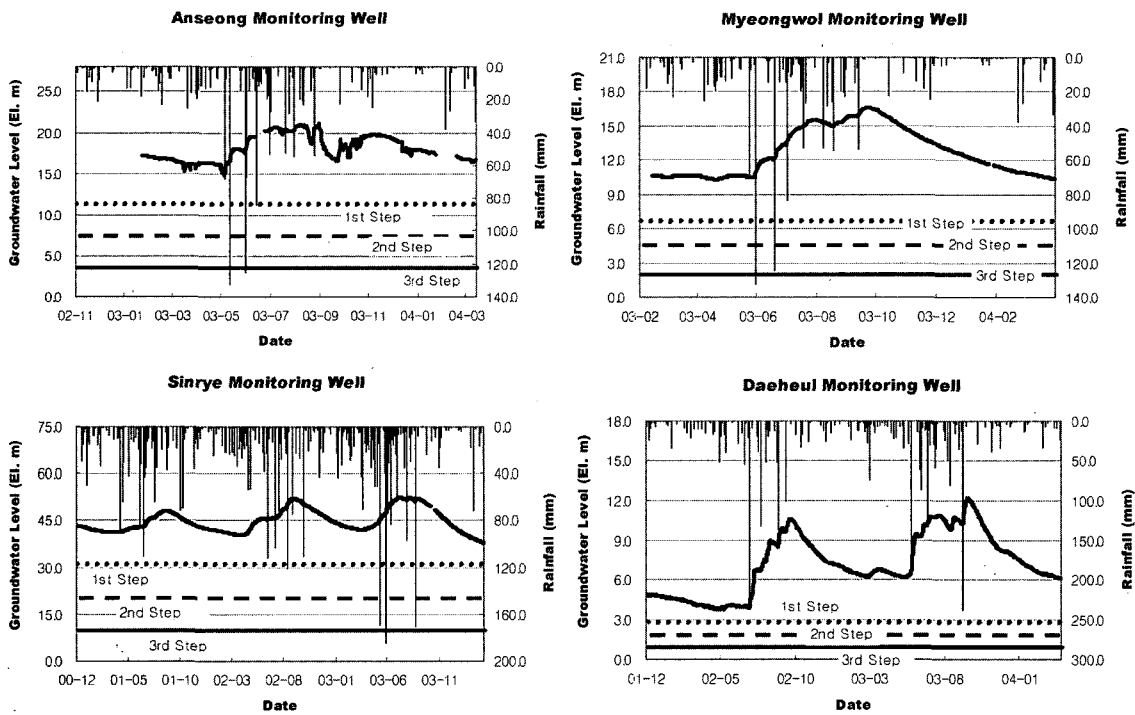 Anseong Monitoring Well
Groundwater Level (El. m)
25.0
20.0
15.0
10.0
5.0
0.0
0.0
20.0
40.0
60.0
80.0
100.0
120.0
140.0
Rainfall (mm)
1st Step
2nd Step
3rd Step
02-11 03-01 03-05 03-07 03-09 03-11 04-01 04-03
Date
Myeongwol Monitoring Well
Groundwater Level (El. m)
21.0
18.0
15.0
12.0
9.0
6.0
3.0
0.0
0.0
20.0
40.0
60.0
80.0
100.0
120.0
140.0
Rainfall (mm)
1st Step
2nd Step
3rd Step
03-02 03-04 03-06 03-08 03-10 03-12 04-02
Date
Sinrye Monitoring Well
Groundwater Level (El. m)
75.0
60.0
45.0
30.0
15.0
0.0
0.0
40.0
80.0
120.0
160.0
200.0
Rainfall (mm)
1st Step
2nd Step
3rd Step
00-12 01-05 01-10 02-03 02-08 03-01 03-06 03-11
Date
Daeheul Monitoring Well
Groundwater Level (El. m)
18.0
15.0
12.0
9.0
6.0
3.0
0.0
0.0
50.0
100.0
150.0
200.0
250.0
300.0
Rainfall (mm)
1st Step
2nd Step
3rd Step
01-12 02-05 02-10 03-03 03-08 04-01
Date